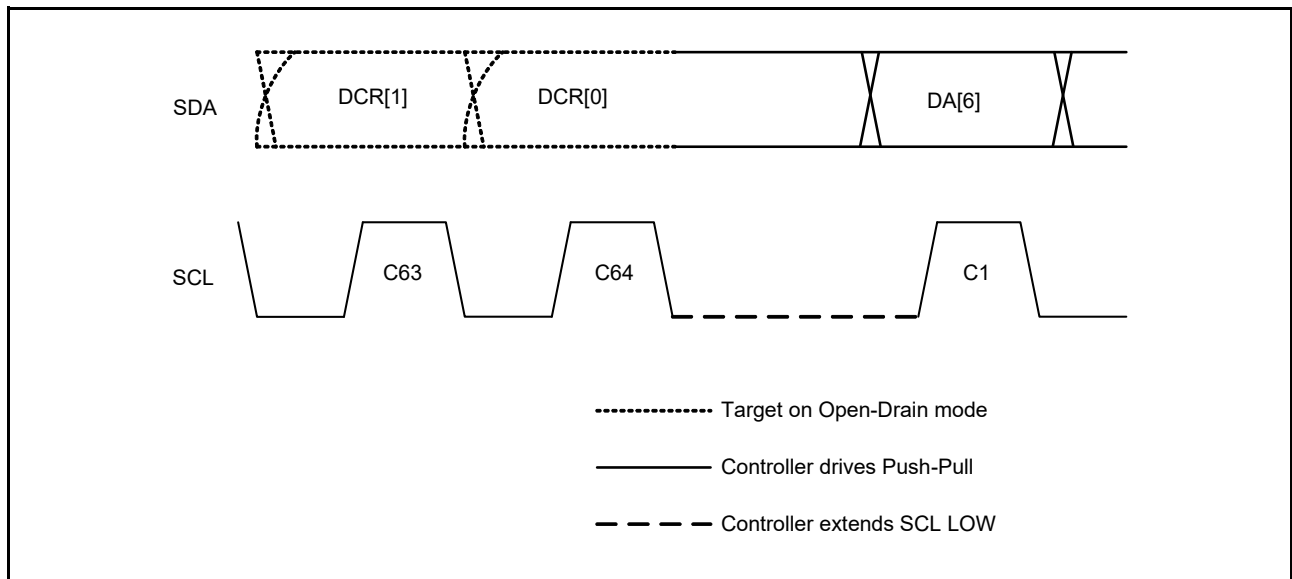 SDA DCR[1] DCR[0] DA[6]
SCL C63 C64 C1
Target on Open-Drain mode
Controller drives Push-Pull
Controller extends SCL LOW